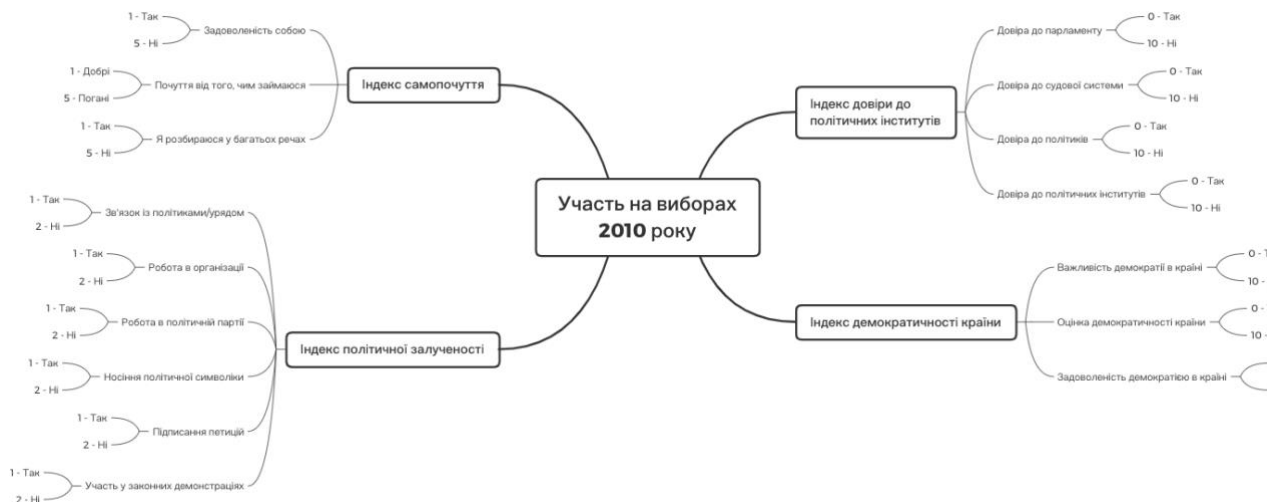 Участь на виборах
2010 року
Індекс самопочуття
Задоволеність собою
1 - Так
5 - Ні
Почуття від того, чим займаюся
1 - Добрі
5 - Погані
Я розбираюся у багатьох речах
1 - Так
5 - Ні
Індекс політичної залученості
Зв'язок із політиками/урядом
1 - Так
2 - Ні
Робота в організації
1 - Так
2 - Ні
Робота в політичній партії
1 - Так
2 - Ні
Носіння політичної символіки
1 - Так
2 - Ні
Підписання петицій
1 - Так
2 - Ні
Участь у законних демонстраціях
1 - Так
2 - Ні
Індекс довіри до
політичних інститутів
Довіра до парламенту
0 - Так
10 - Ні
Довіра до судової системи
0 - Так
10 - Ні
Довіра до політиків
0 - Так
10 - Ні
Довіра до політичних інститутів
0 - Так
10 - Ні
Індекс демократичності країни
Важливість демократії в країні
0 - Т
10 -
Оцінка демократичності країни
0 -
10 -
Задоволеність демократією в країні